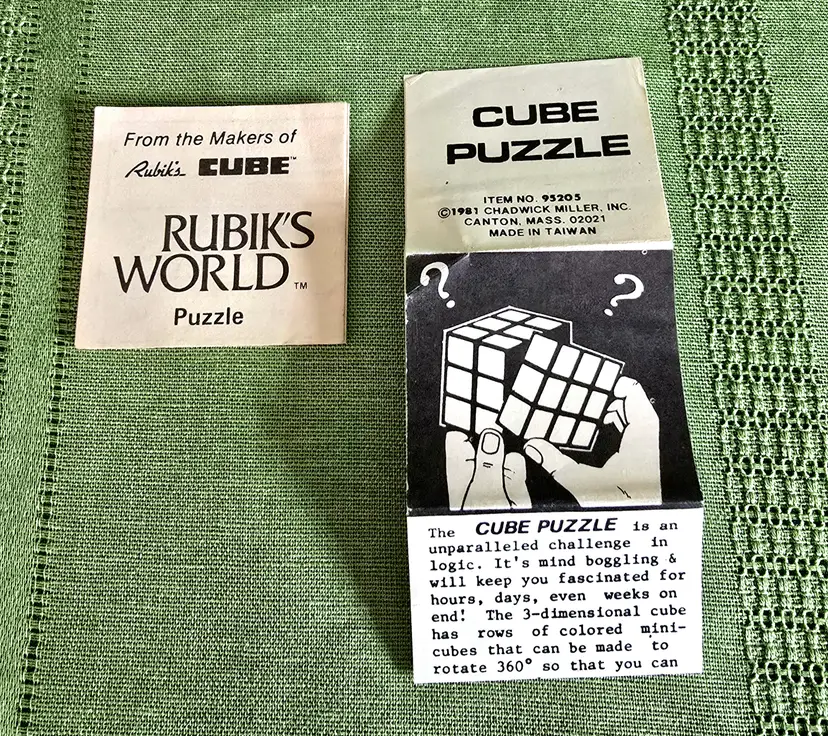 From the Makers of
Rubik's CUBE™
RUBIK'S
WORLD™
Puzzle
CUBE
PUZZLE
ITEM NO. 95205
©1981 CHADWICK MILLER, INC.
CANTON, MASS. 02021
MADE IN TAIWAN
? ?
The CUBE PUZZLE is an
unparalleled challenge in
logic. It's mind boggling &
will keep you fascinated for
hours, days, even weeks on
end! The 3-dimensional cube
has rows of colored mini-
cubes that can be made to
rotate 360° so that you can